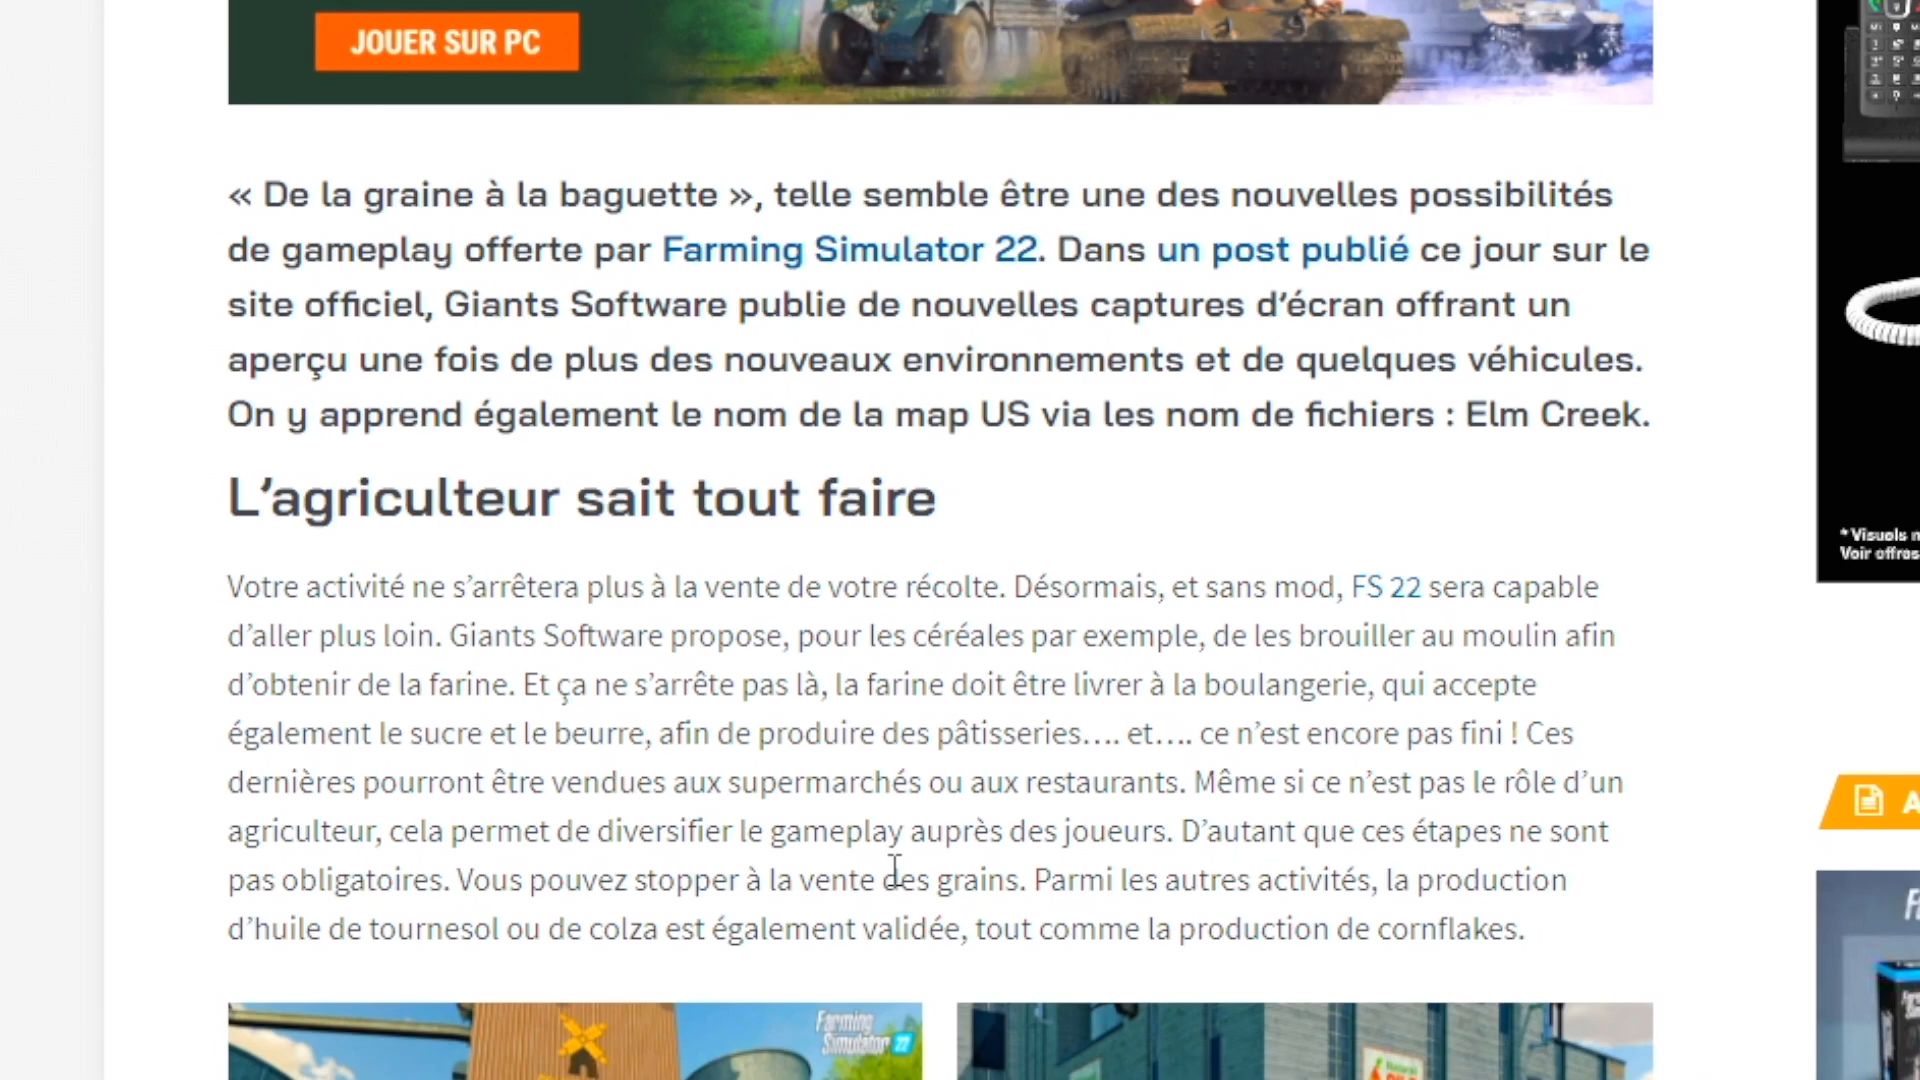 JOUER SUR PC
« De la graine à la baguette », telle semble être une des nouvelles possibilités
de gameplay offerte par Farming Simulator 22. Dans un post publié ce jour sur le
site officiel, Giants Software publie de nouvelles captures d’écran offrant un
aperçu une fois de plus des nouveaux environnements et de quelques véhicules.
On y apprend également le nom de la map US via les nom de fichiers : Elm Creek.
L’agriculteur sait tout faire
Votre activité ne s’arrêtera plus à la vente de votre récolte. Désormais, et sans mod, FS 22 sera capable
d’aller plus loin. Giants Software propose, pour les céréales par exemple, de les brouiller au moulin afin
d’obtenir de la farine. Et ça ne s’arrête pas là, la farine doit être livrer à la boulangerie, qui accepte
également le sucre et le beurre, afin de produire des pâtisseries…. et…. ce n’est encore pas fini ! Ces
dernières pourront être vendues aux supermarchés ou aux restaurants. Même si ce n’est pas le rôle d’un
agriculteur, cela permet de diversifier le gameplay auprès des joueurs. D’autant que ces étapes ne sont
pas obligatoires. Vous pouvez stopper à la vente des grains. Parmi les autres activités, la production
d’huile de tournesol ou de colza est également validée, tout comme la production de cornflakes.
Farming
Simulator 22
* Visuels
Voir offres